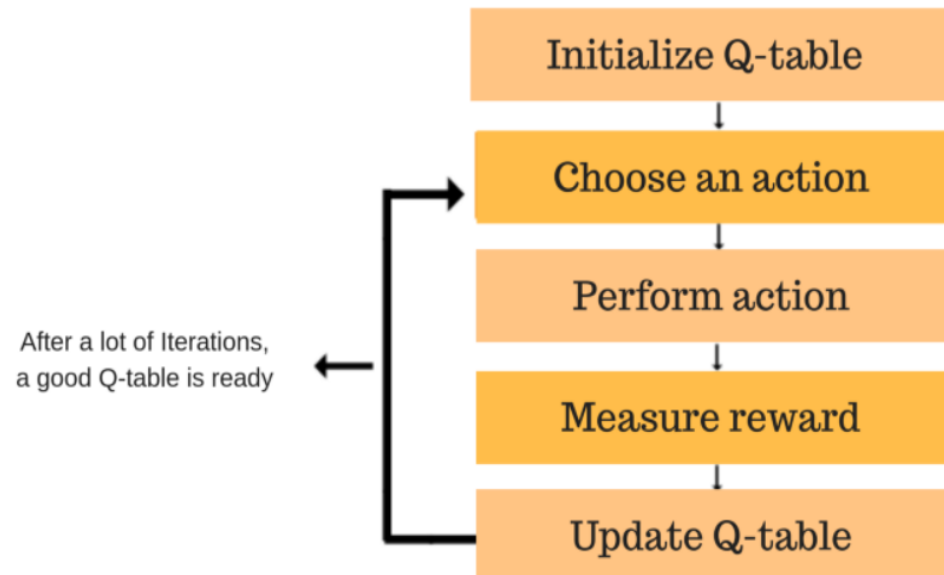 Initialize Q-table
Choose an action
Perform action
After a lot of Iterations,
a good Q-table is ready
Measure reward
Update Q-table